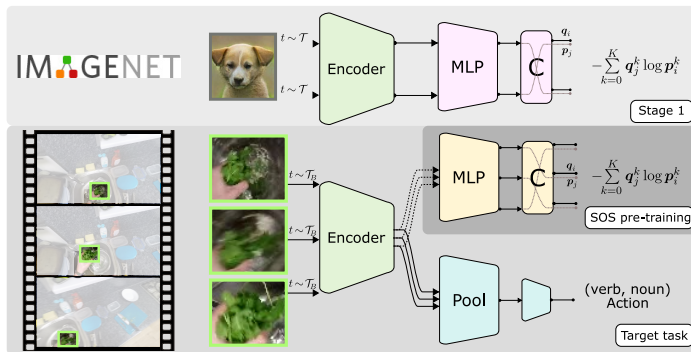 IMAGENET
t ∼ 𝒯
t ∼ 𝒯
Encoder
MLP
C
q_i
p_j
−∑_{k=0}^{K} q_j^k log p_i^k
Stage 1
t ∼ 𝒯_B
t ∼ 𝒯_B
t ∼ 𝒯_B
Encoder
MLP
C
q_i
p_j
−∑_{k=0}^{K} q_j^k log p_i^k
SOS pre-training
Pool
(verb, noun)
Action
Target task